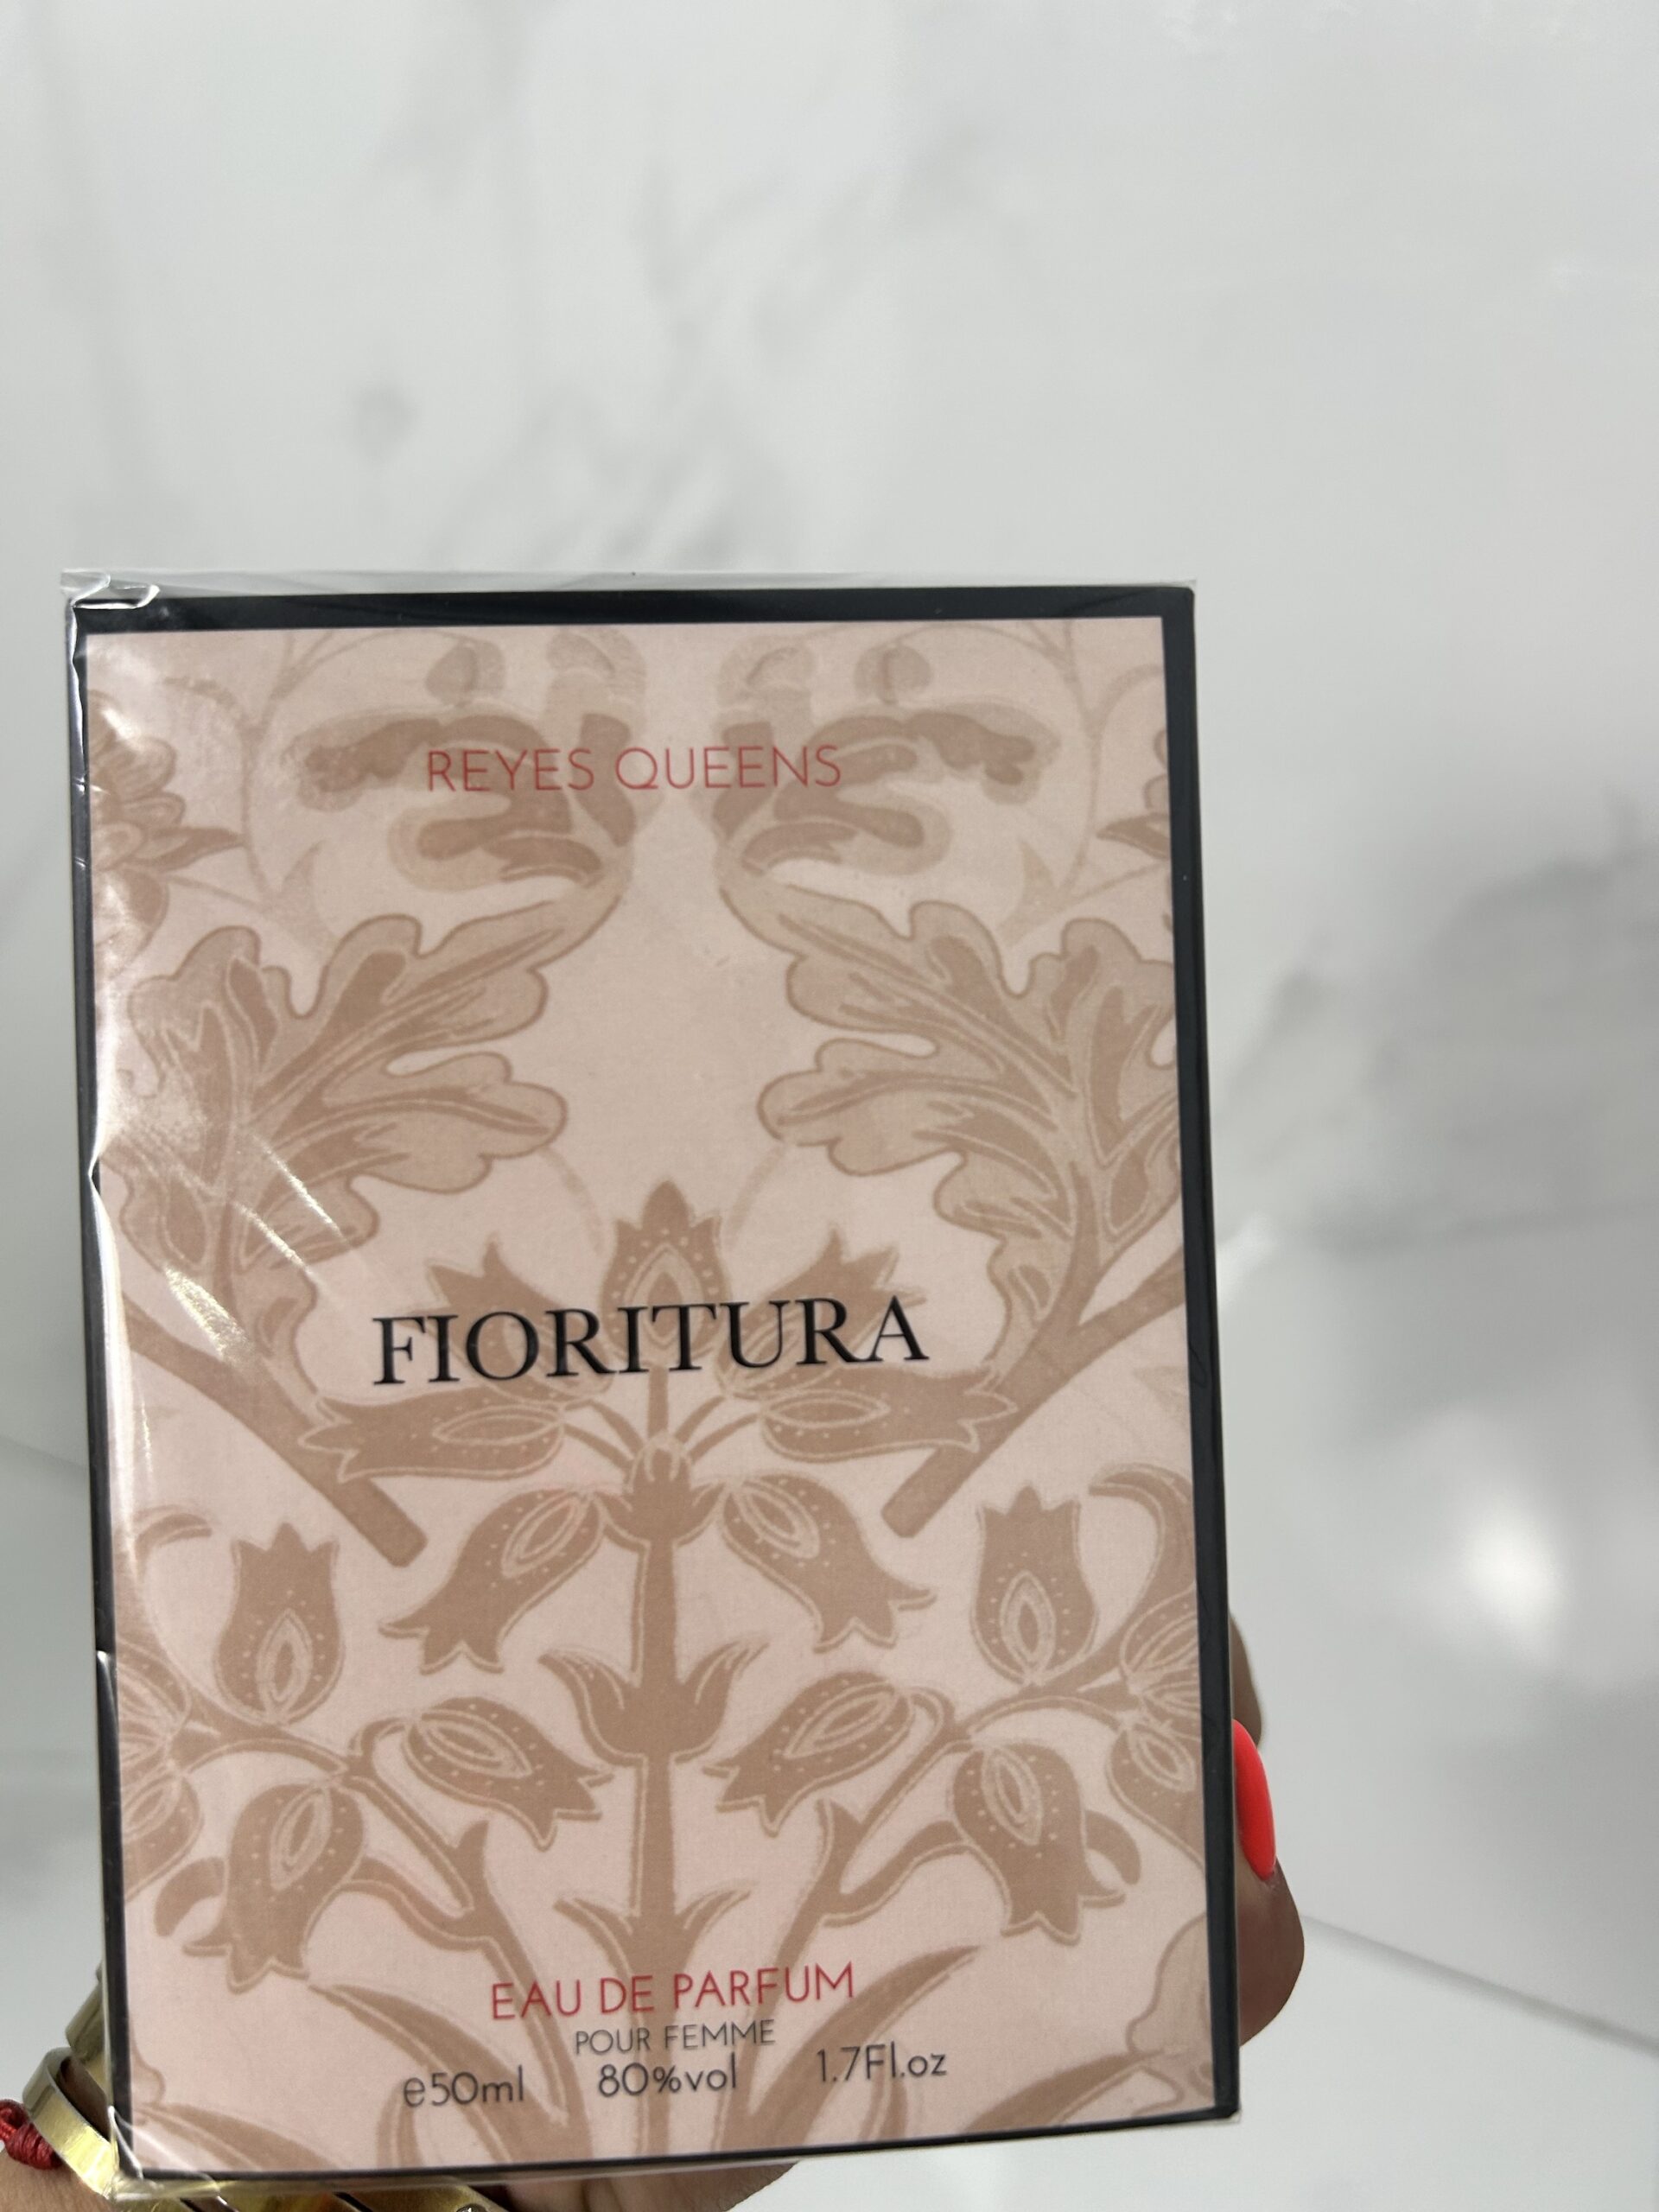 REYES QUEENS
FIORITURA
EAU DE PARFUM
POUR FEMME
e50ml 80%vol 1.7Fl.oz